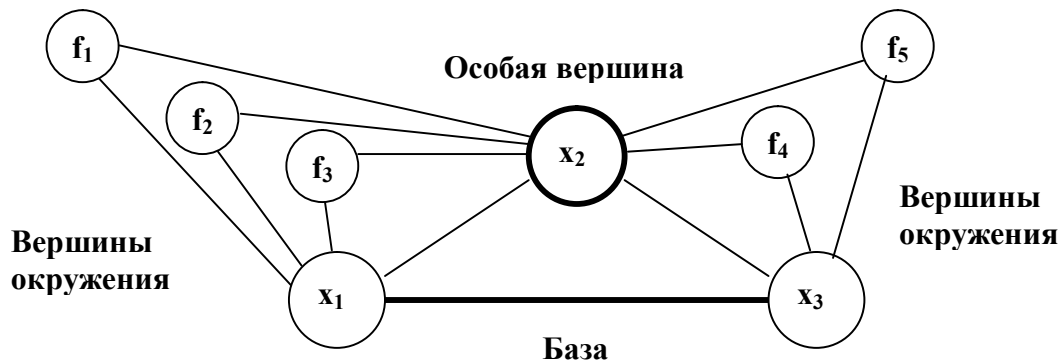 f₁
f₅
Особая вершина
f₂
f₃
x₂
f₄
Вершины
окружения
Вершины
окружения
x₁
x₃
База